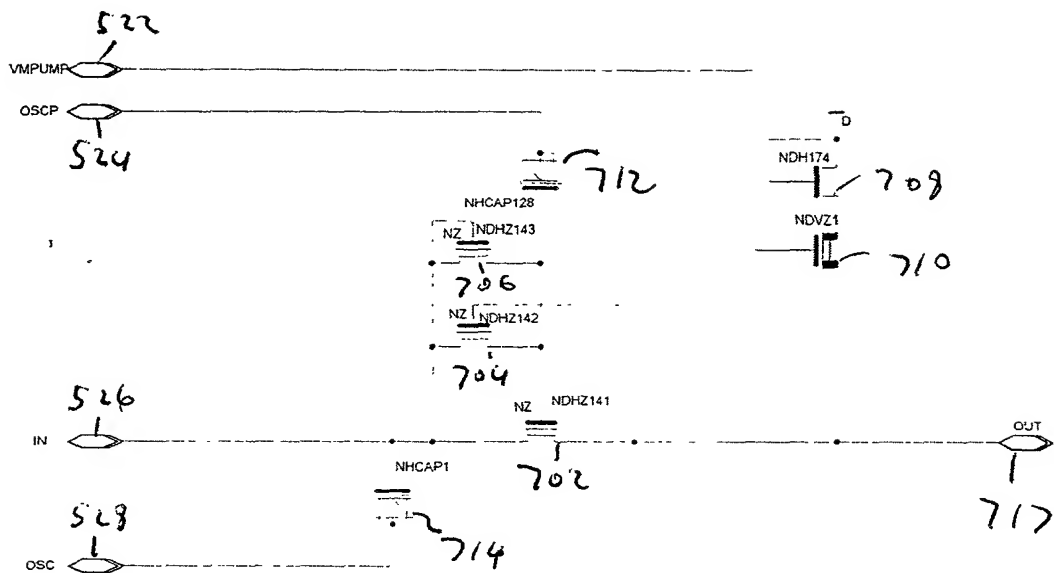 522
VMPUMP
OSCP
524
D
NDH174
712
708
NHCAP128
NZ NDHZ143
NDVZ1
706
710
NZ NDHZ142
704
526
NZ NDHZ141
IN
OUT
702
NHCAP1
717
528
714
OSC